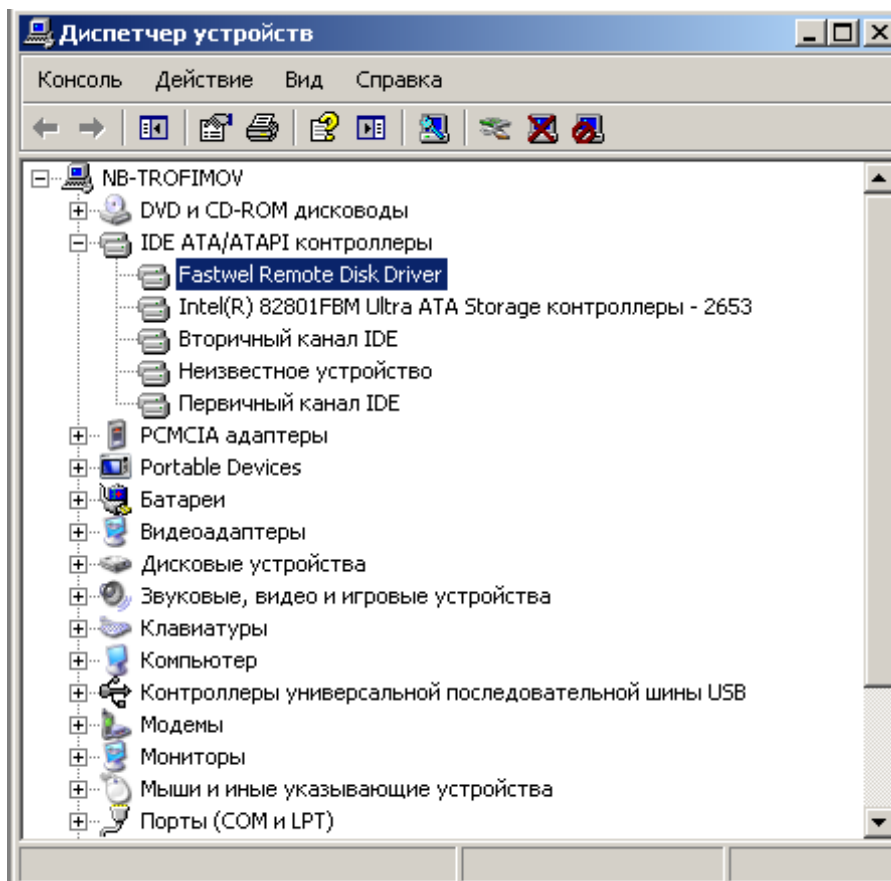 Диспетчер устройств
Консоль Действие Вид Справка
NB-TROFIMOV
DVD и CD-ROM дисководы
IDE ATA/ATAPI контроллеры
Fastwel Remote Disk Driver
Intel(R) 82801FBM Ultra ATA Storage контроллеры - 2653
Вторичный канал IDE
Неизвестное устройство
Первичный канал IDE
PCMCIA адаптеры
Portable Devices
Батареи
Видеоадаптеры
Дисковые устройства
Звуковые, видео и игровые устройства
Клавиатуры
Компьютер
Контроллеры универсальной последовательной шины USB
Модемы
Мониторы
Мыши и иные указывающие устройства
Порты (COM и LPT)